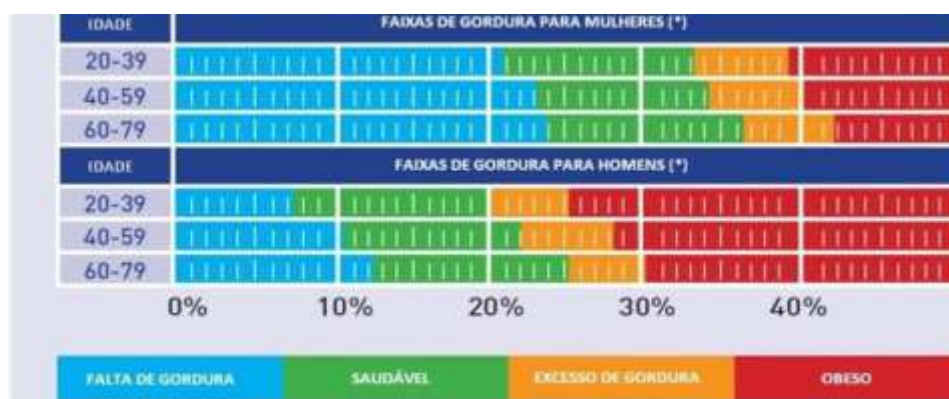 IDADE FAIXAS DE GORDURA PARA MULHERES (*)
20-39
40-59
60-79
IDADE FAIXAS DE GORDURA PARA HOMENS (*)
20-39
40-59
60-79
0% 10% 20% 30% 40%
FALTA DE GORDURA SAUDÁVEL EXCESSO DE GORDURA OBESO